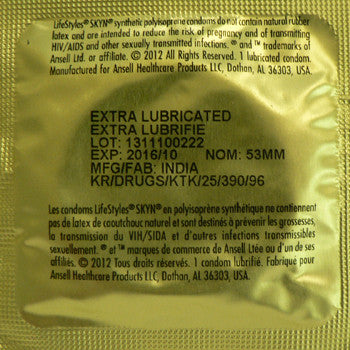 LifeStyles® SKYN® synthetic polyisoprene condoms do not contain natural rubber
latex and are intended to reduce the risk of pregnancy and of transmitting
HIV/AIDS and other sexually transmitted infections. ® and ™ are trademarks of
Ansell Ltd. or affiliate. © 2012 All Rights Reserved. 1 lubricated condom.
Manufactured for Ansell Healthcare Products LLC, Dothan, AL 36303, USA.
EXTRA LUBRICATED
EXTRA LUBRIFIE
LOT: 1311100222
EXP: 2016/10 NOM: 53MM
MFG/FAB: INDIA
KR/DRUGS/KTK/25/390/96
Les condoms LifeStyles® SKYN® en polyisoprène synthétique ne contiennent
pas de latex de caoutchouc naturel et sont destinés à prévenir les grossesses,
la transmission du VIH/SIDA et d'autres infections transmises
sexuellement. ® et ™ marques de commerce de Ansell Ltée ou d'un de ses
affiliés. © 2012 Tous droits réservés. 1 condom lubrifié. Fabriqué pour
Ansell Healthcare Products LLC, Dothan, AL 36303, USA.